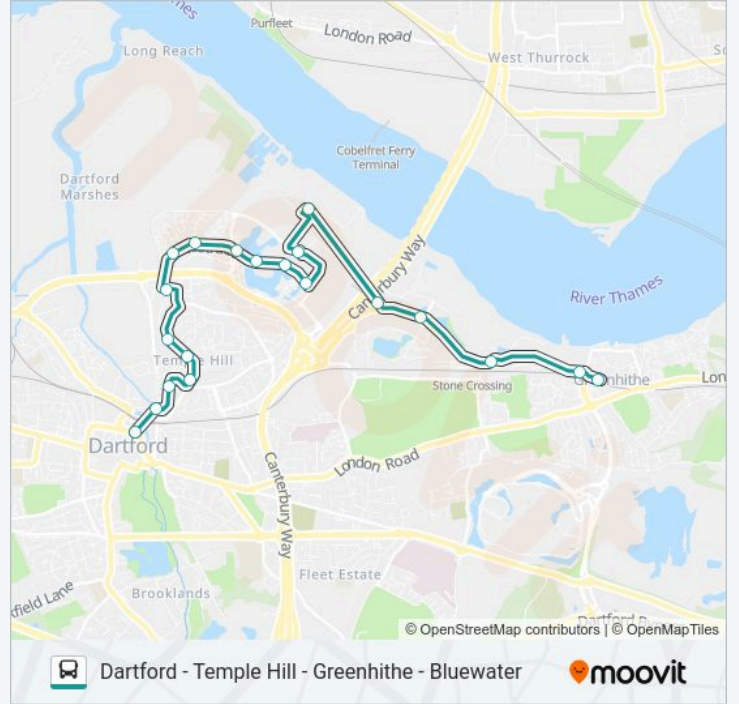 mes
Purfleet
London Road
Long Reach
West Thurrock
Cobelfret Ferry
Terminal
Dartford
Marshes
Canterbury Way
River Thames
Temple Hill
Stone Crossing
Greenhithe
Lon
Dartford
London Road
Canterbury Way
Fleet Estate
Brooklands
© OpenStreetMap contributors | © OpenMapTiles
Dartford - Temple Hill - Greenhithe - Bluewater
moovit